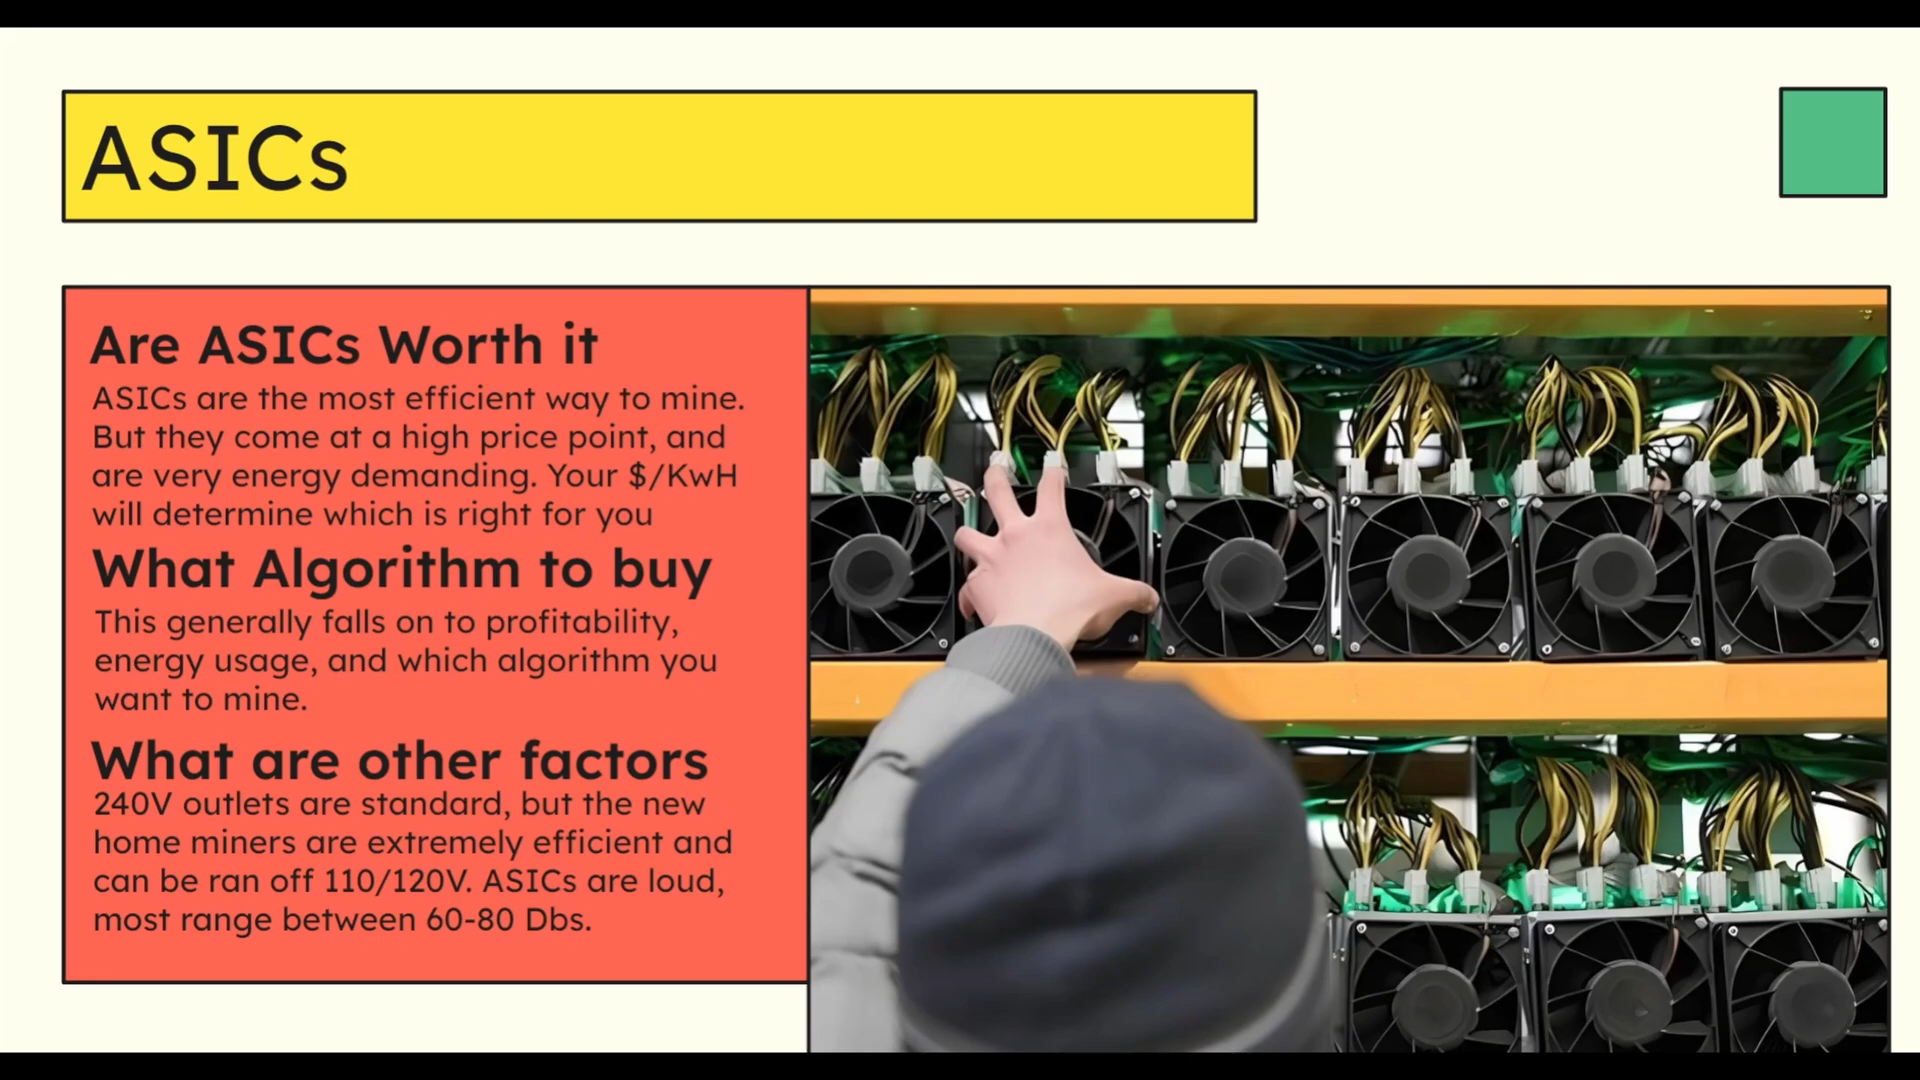 ASICs
Are ASICs Worth it
ASICs are the most efficient way to mine.
But they come at a high price point, and
are very energy demanding. Your $/KwH
will determine which is right for you
What Algorithm to buy
This generally falls on to profitability,
energy usage, and which algorithm you
want to mine.
What are other factors
240V outlets are standard, but the new
home miners are extremely efficient and
can be ran off 110/120V. ASICs are loud,
most range between 60-80 Dbs.